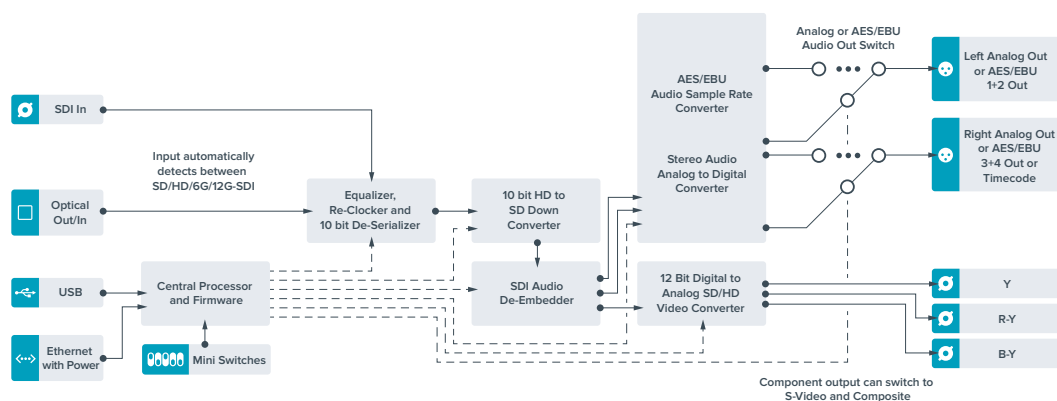 Analog or AES/EBU
Audio Out Switch
Left Analog Out
or AES/EBU
1+2 Out
AES/EBU
Audio Sample Rate
Converter
SDI In
Right Analog Out
or AES/EBU
3+4 Out or
Timecode
Input automatically
detects between
SD/HD/6G/12G-SDI
Stereo Audio
Analog to Digital
Converter
Optical
Out/In
Equalizer,
Re-Clocker and
10 bit De-Serializer
10 bit HD to
SD Down
Converter
USB
Central Processor
and Firmware
SDI Audio
De-Embedder
12 Bit Digital to
Analog SD/HD
Video Converter
Y
R-Y
Ethernet
with Power
Mini Switches
B-Y
Component output can switch to
S-Video and Composite